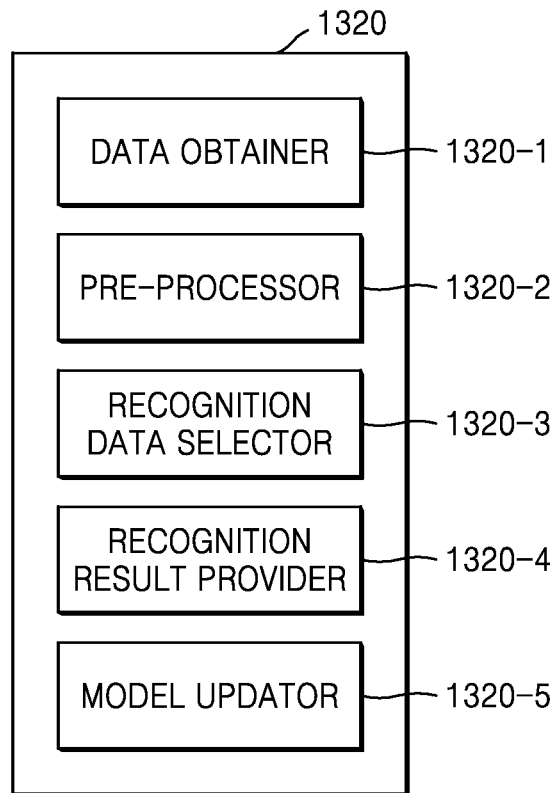 1320
DATA OBTAINER
1320-1
PRE-PROCESSOR
1320-2
RECOGNITION
DATA SELECTOR
1320-3
RECOGNITION
RESULT PROVIDER
1320-4
MODEL UPDATOR
1320-5